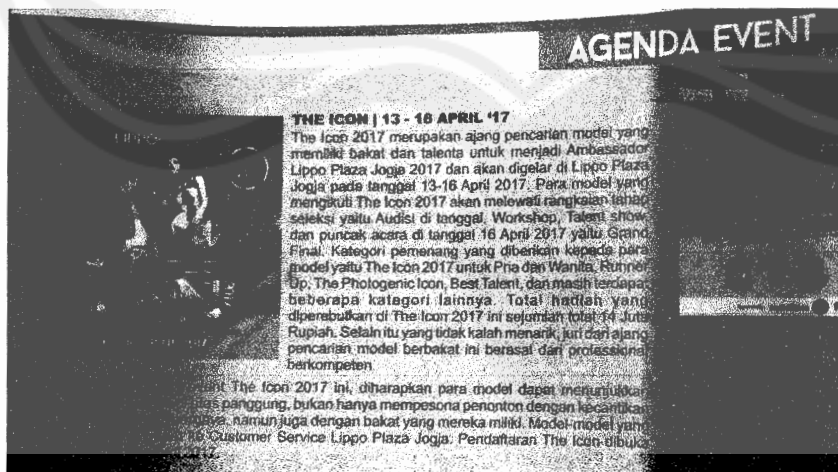 AGENDA EVENT
LIPPO
THE ICON | 13 - 16 APRIL '17
The Icon 2017 merupakan ajang pencarian model yang
memiliki bakat dan talenta untuk menjadi Ambassador
Lippo Plaza Jogja 2017 dan akan digelar di Lippo Plaza
Jogja pada tanggal 13-16 April 2017. Para model yang
mengikuti The Icon 2017 akan melewati rangkaian tahap
seleksi yaitu Audisi di tanggal, Workshop, Talent show,
dan puncak acara di tanggal 16 April 2017 yaitu Grand
Final. Kategori pemenang yang diberikan kepada para
model yaitu The Icon 2017 untuk Pria dan Wanita, Runner
Up, The Photogenic Icon, Best Talent, dan masih terdapat
beberapa kategori lainnya. Total hadiah yang
diperebutkan di The Icon 2017 ini sejumlah total 14 Juta
Rupiah. Selain itu yang tidak kalah menarik, juri dari ajang
pencarian model berbakat ini berasal dari professional
berkompeten
The Icon 2017 ini, diharapkan para model dapat menunjukkan
panggung, bukan hanya mempesona penonton dengan kecantikan
namun juga dengan bakat yang mereka miliki. Model-model yang
Customer Service Lippo Plaza Jogja. Pendaftaran The Icon dibuka